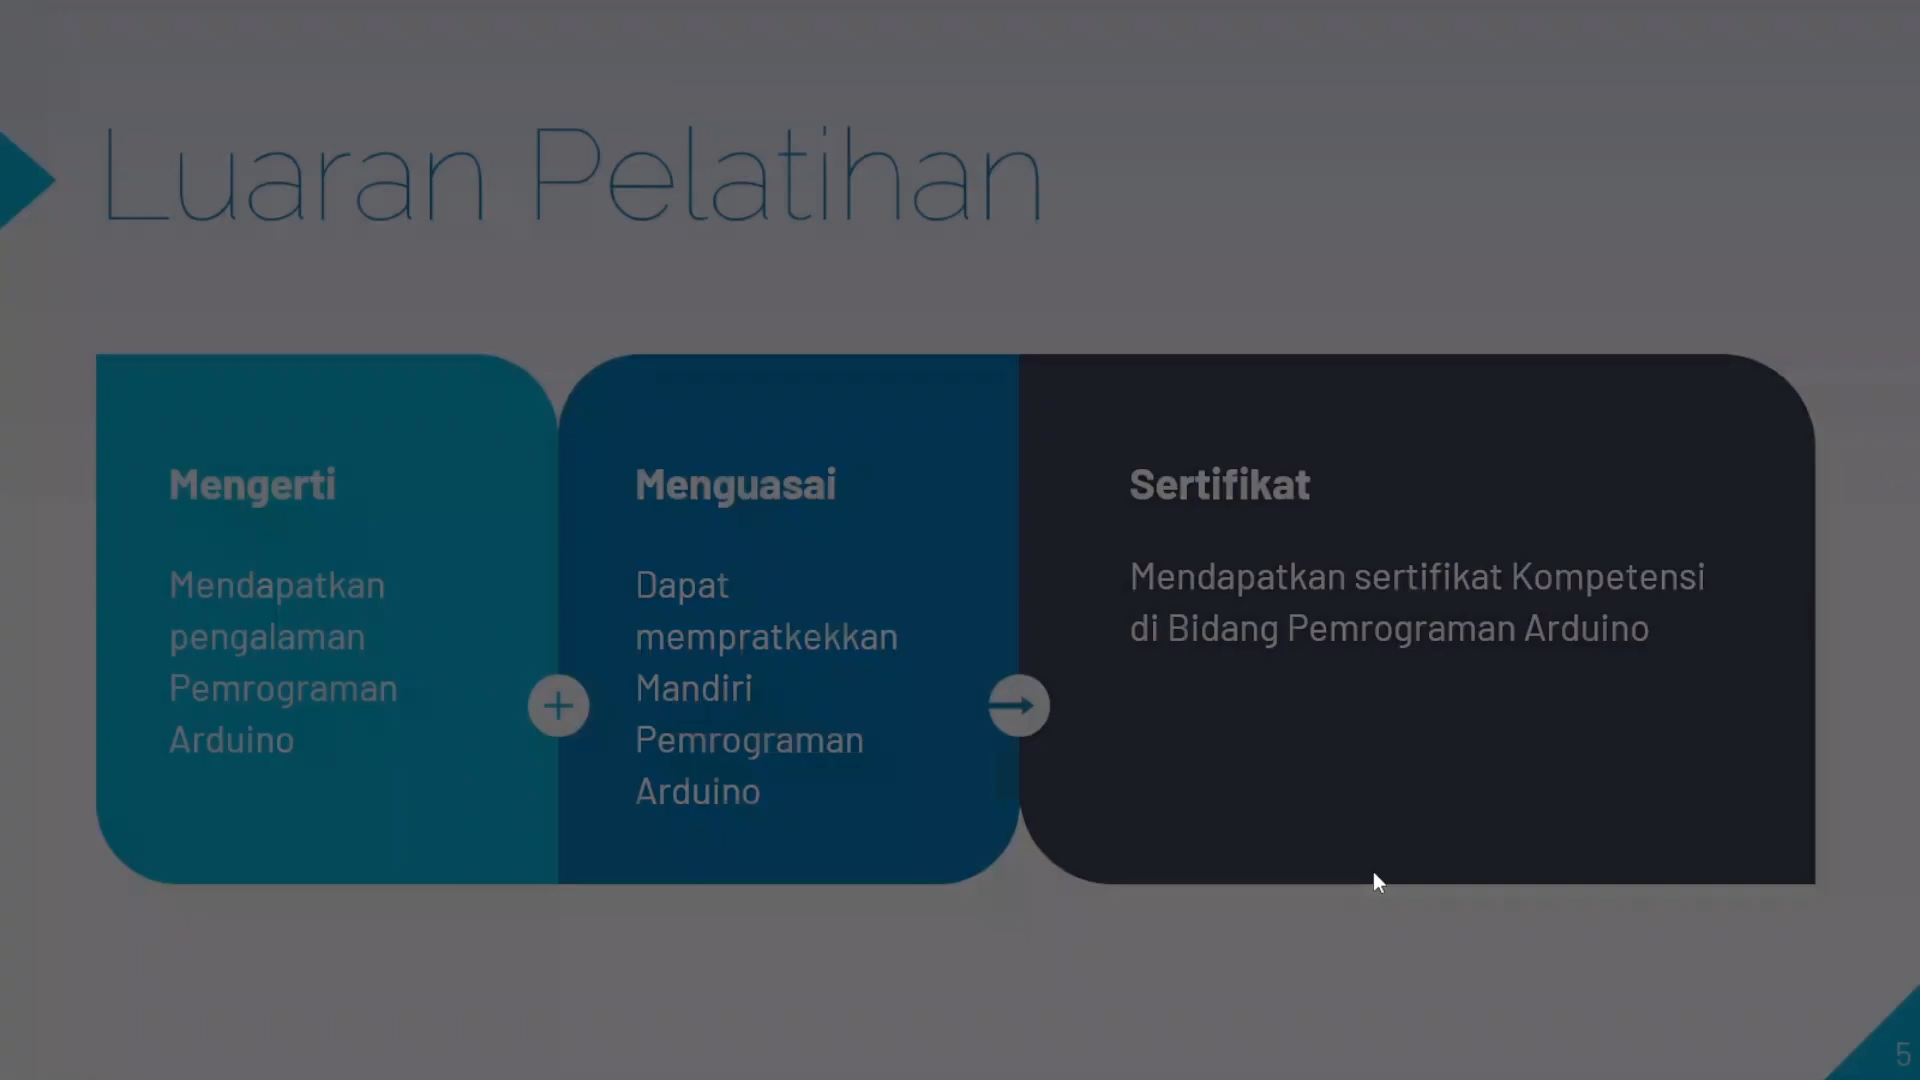 Luaran Pelatihan
Mengerti
Mendapatkan
pengalaman
Pemrograman
Arduino
Menguasai
Dapat
mempratkekkan
Mandiri
Pemrograman
Arduino
Sertifikat
Mendapatkan sertifikat Kompetensi
di Bidang Pemrograman Arduino
5